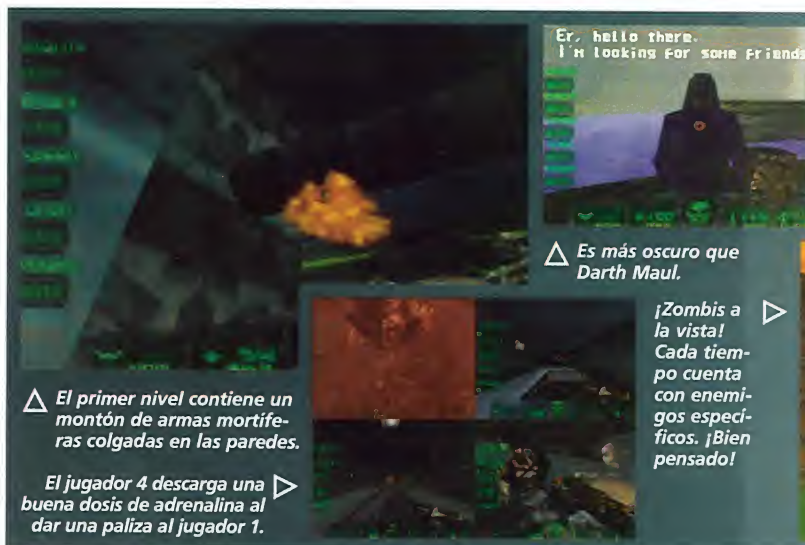 Er, hello there.
I'm looking for some friends
Es más oscuro que
Darth Maul.
¡Zombis a
la vista!
Cada tiem-
po cuenta
con enemi-
gos especí-
ficos. ¡Bien
pensado!
El primer nivel contiene un
montón de armas mortífe-
ras colgadas en las paredes.
El jugador 4 descarga una
buena dosis de adrenalina al
dar una paliza al jugador 1.